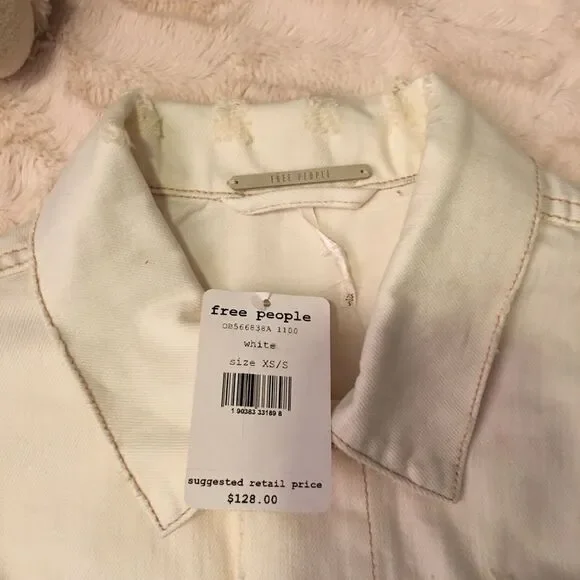 FREE PEOPLE
free people
OB566838A 1100
white
size XS/S
1 90383 33189 8
suggested retail price
$128.00